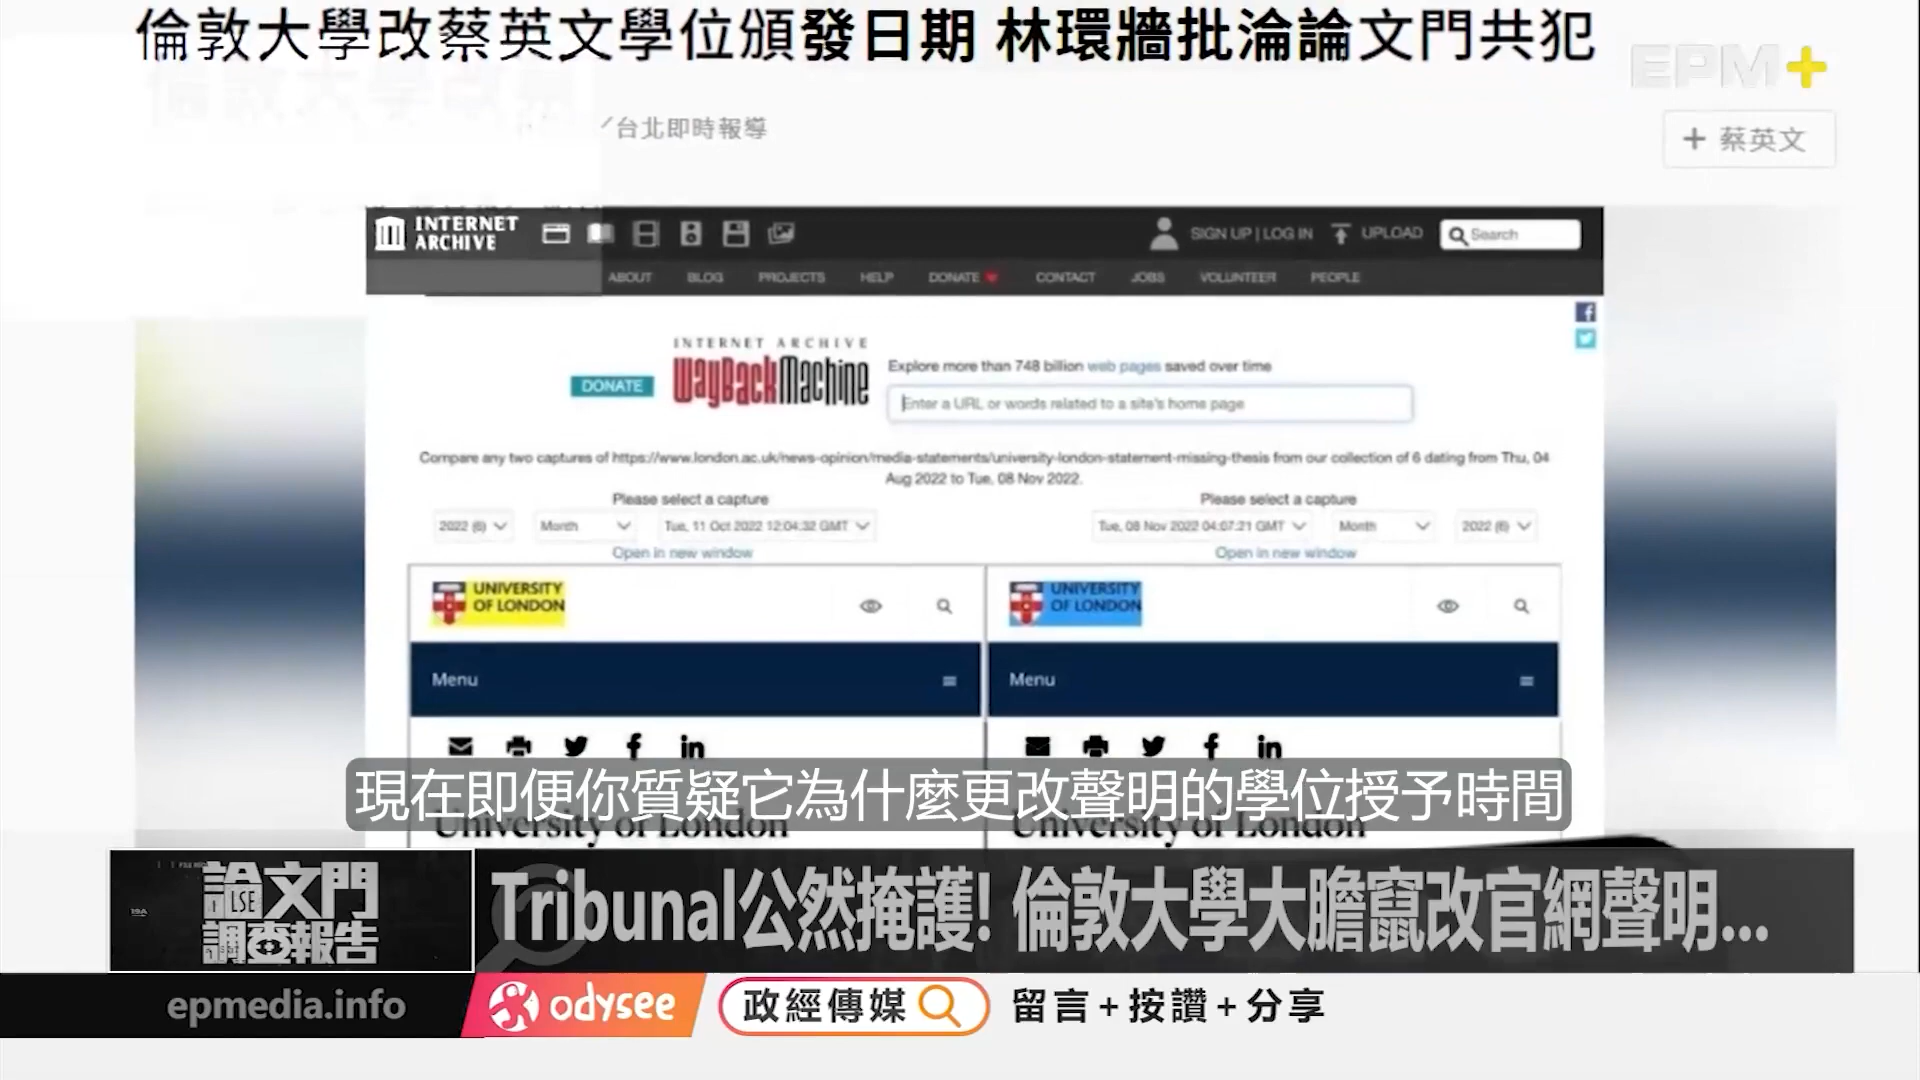 倫敦大學改蔡英文學位頒發日期 林環牆批淪論文門共犯
EPM+
／台北即時報導
+ 蔡英文
INTERNET ARCHIVE
SIGN UP | LOG IN
UPLOAD
Search
ABOUT BLOG PROJECTS HELP DONATE CONTACT JOBS VOLUNTEER PEOPLE
INTERNET ARCHIVE
WayBackMachine
DONATE
Explore more than 748 billion web pages saved over time
Enter a URL or words related to a site's home page
Compare any two captures of https://www.london.ac.uk/news-opinion/media-statements/university-london-statement-missing-thesis from our collection of 6 dating from Thu, 04
Aug 2022 to Tue, 08 Nov 2022.
Please select a capture
Please select a capture
2022 (6) Month Tue, 11 Oct 2022 12:04:32 GMT
Tue, 08 Nov 2022 04:07:21 GMT Month 2022 (6)
Open in new window
Open in new window
UNIVERSITY OF LONDON
UNIVERSITY OF LONDON
Menu
Menu
現在即便你質疑它為什麼更改聲明的學位授予時間
University of London
University of London
論文門
LSE
調查報告
Tribunal公然掩護! 倫敦大學大膽竄改官網聲明...
epmedia.info
odysee
政經傳媒
留言+按讚+分享